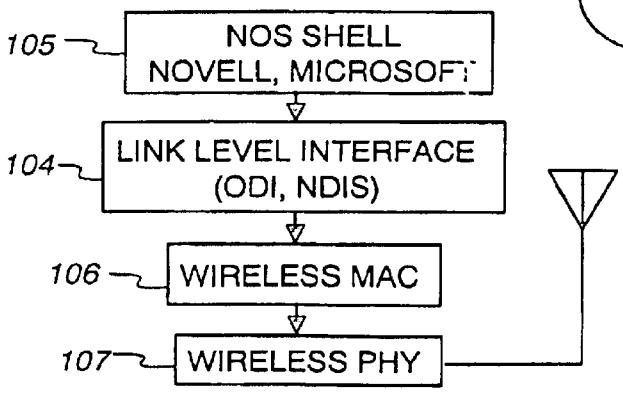 105
NOS SHELL
NOVELL, MICROSOFT
104
LINK LEVEL INTERFACE
(ODI, NDIS)
106
WIRELESS MAC
107
WIRELESS PHY